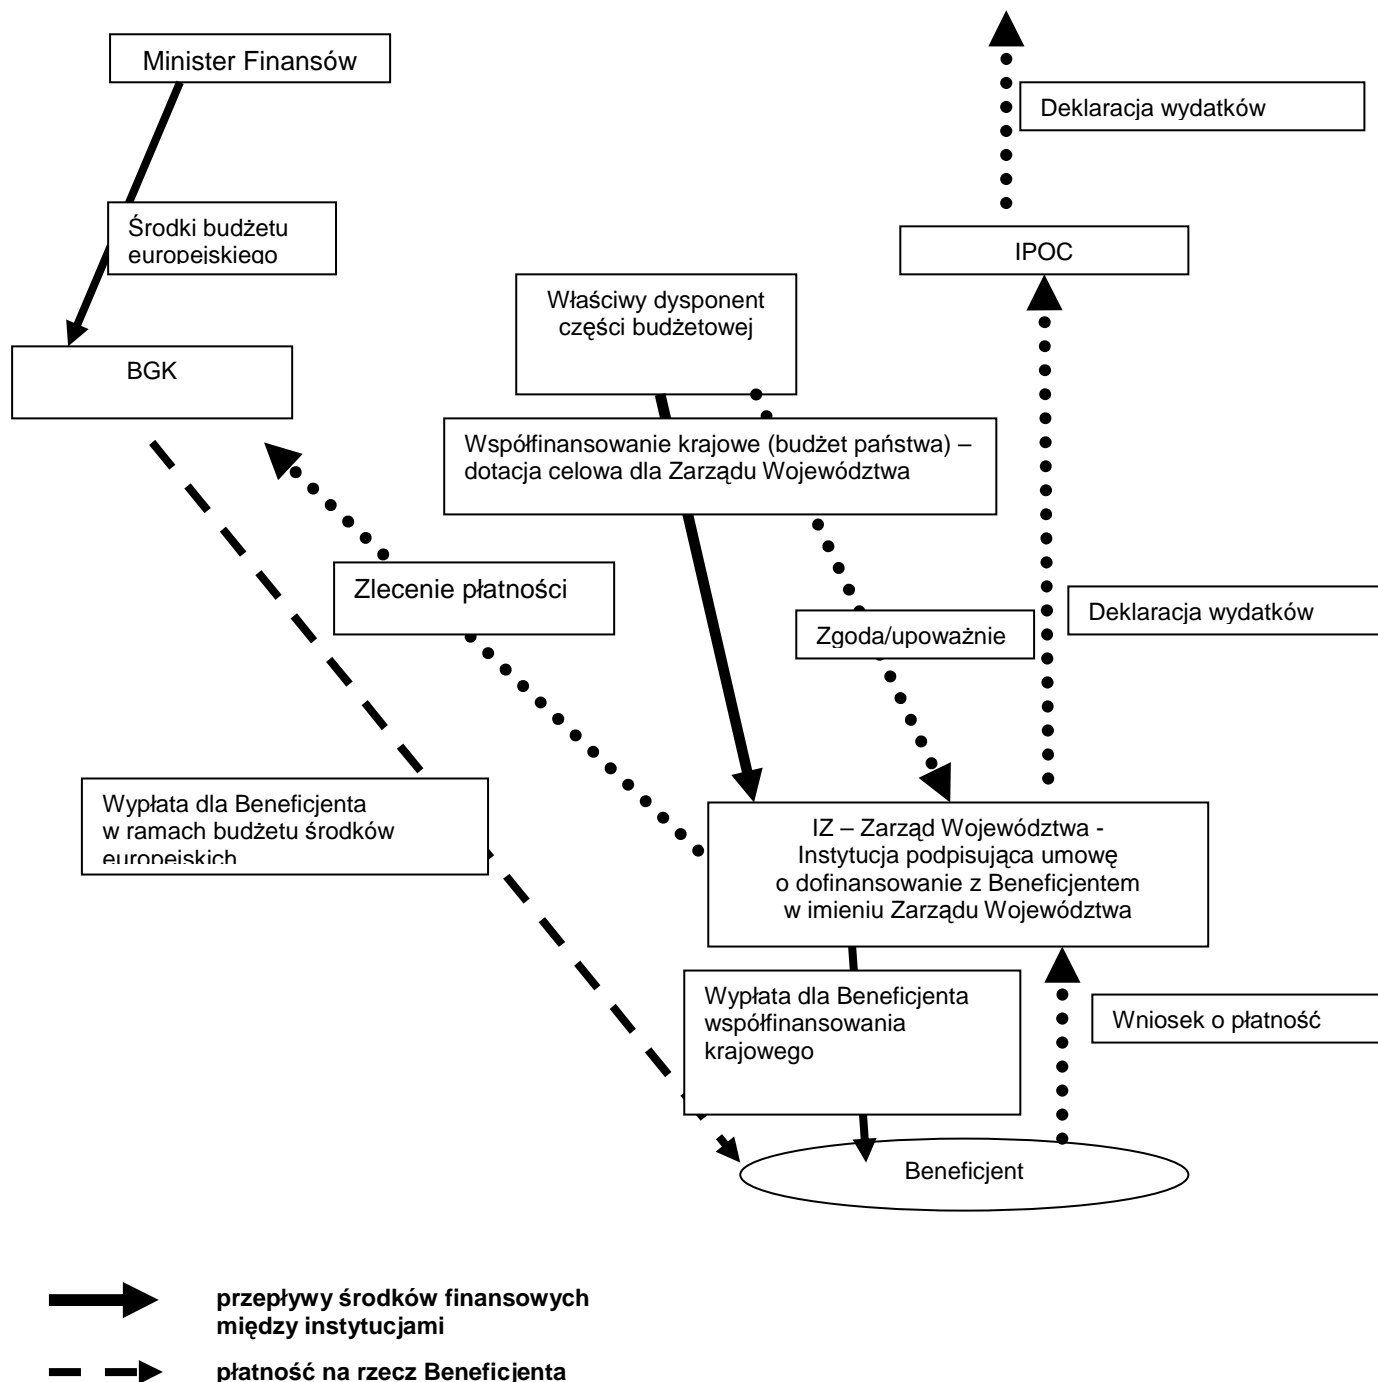 Minister Finansów
Deklaracja wydatków
Środki budżetu
europejskiego
IPOC
Właściwy dysponent
części budżetowej
BGK
Współfinansowanie krajowe (budżet państwa) –
dotacja celowa dla Zarządu Województwa
Zlecenie płatności
Zgoda/upoważnie
Deklaracja wydatków
Wypłata dla Beneficjenta
w ramach budżetu środków
europejskich
IZ – Zarząd Województwa -
Instytucja podpisująca umowę
o dofinansowanie z Beneficjentem
w imieniu Zarządu Województwa
Wypłata dla Beneficjenta
współfinansowania
krajowego
Wniosek o płatność
Beneficjent
przepływy środków finansowych
między instytucjami
płatność na rzecz Beneficjenta